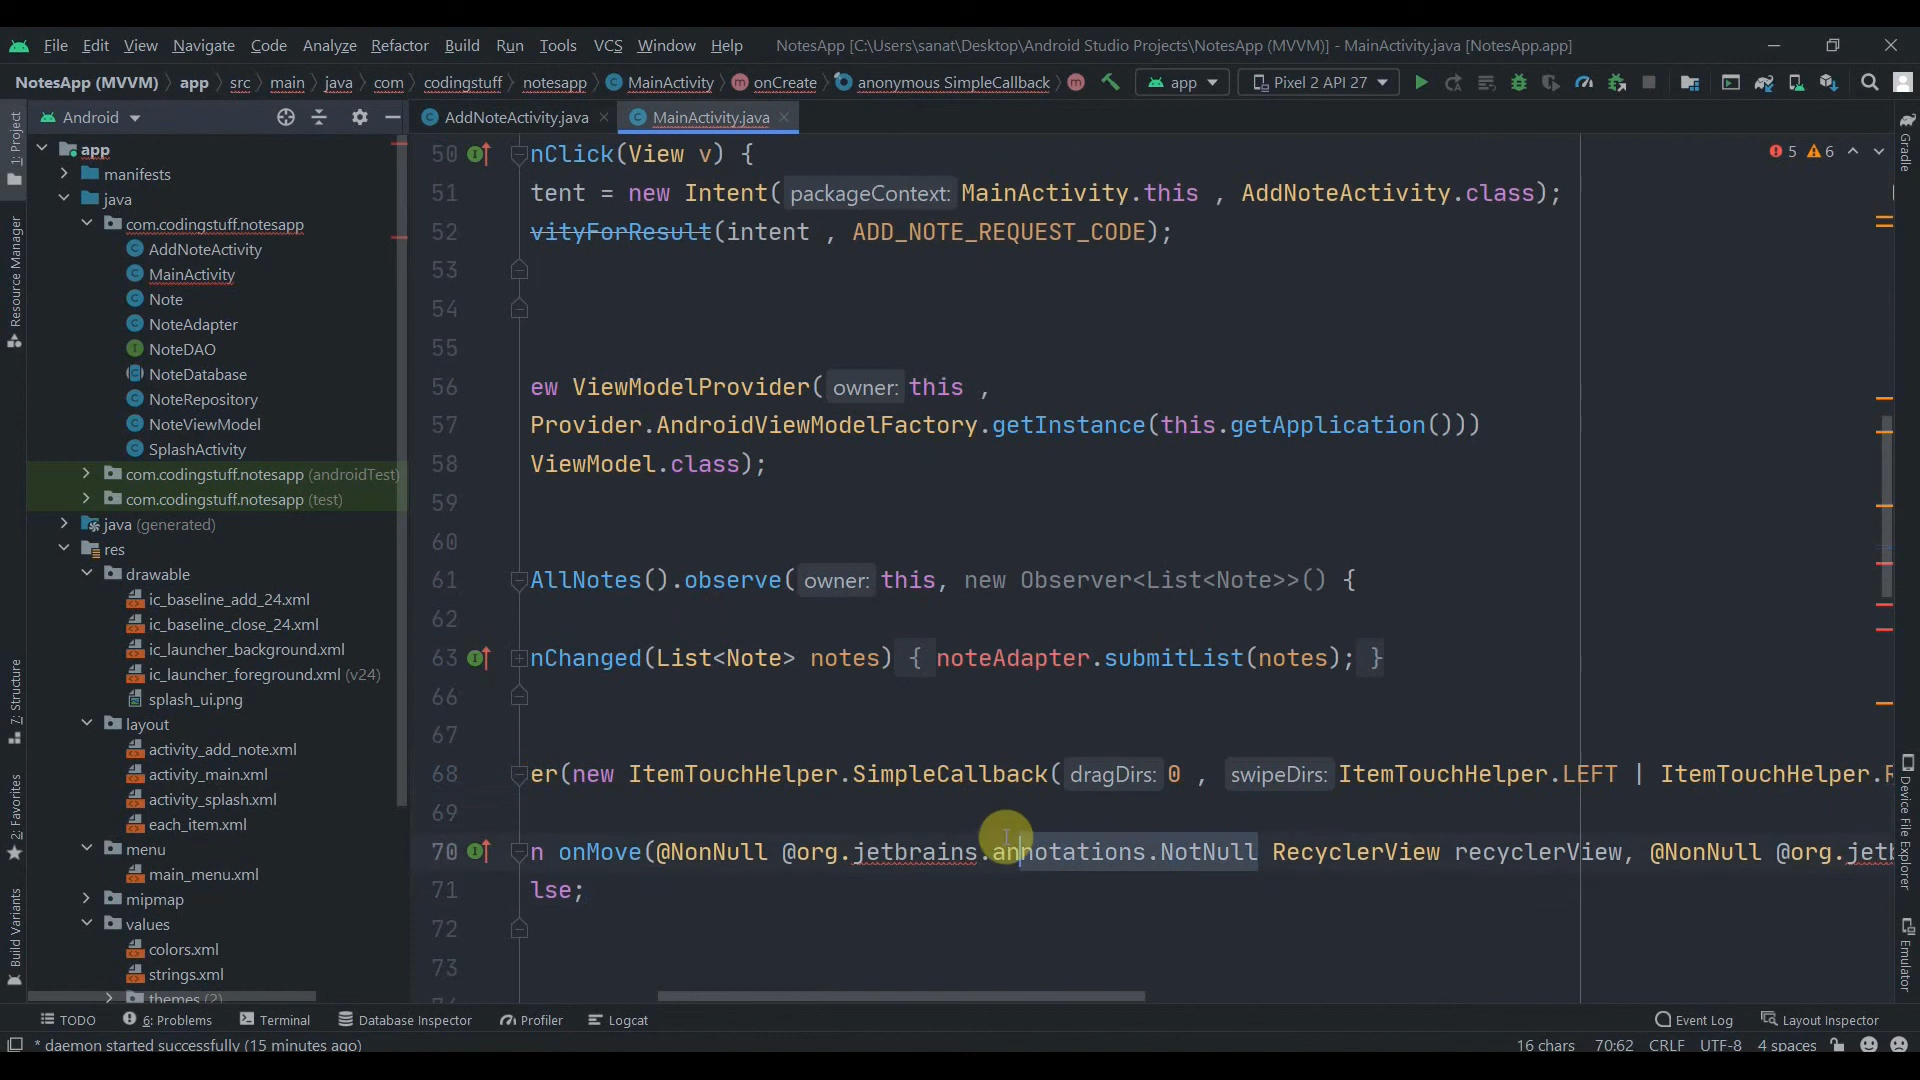 File Edit View Navigate Code Analyze Refactor Build Run Tools VCS Window Help NotesApp [C:\Users\sanat\Desktop\Android Studio Projects\NotesApp (MVVM)] - MainActivity.java [NotesApp.app]
NotesApp (MVVM) app src main java com codingstuff notesapp MainActivity onCreate anonymous SimpleCallback app Pixel 2 API 27
Android AddNoteActivity.java MainActivity.java
1: Project
Resource Manager
7: Structure
2: Favorites
Build Variants
app
manifests
java
com.codingstuff.notesapp
AddNoteActivity
MainActivity
Note
NoteAdapter
NoteDAO
NoteDatabase
NoteRepository
NoteViewModel
SplashActivity
com.codingstuff.notesapp (androidTest)
com.codingstuff.notesapp (test)
java (generated)
res
drawable
ic_baseline_add_24.xml
ic_baseline_close_24.xml
ic_launcher_background.xml
ic_launcher_foreground.xml (v24)
splash_ui.png
layout
activity_add_note.xml
activity_main.xml
activity_splash.xml
each_item.xml
menu
main_menu.xml
mipmap
values
colors.xml
strings.xml
themes (2)
5 6
50 nClick(View v) {
51 tent = new Intent( packageContext: MainActivity.this , AddNoteActivity.class);
52 vityForResult(intent , ADD_NOTE_REQUEST_CODE);
53
54
55
56 ew ViewModelProvider( owner: this ,
57 Provider.AndroidViewModelFactory.getInstance(this.getApplication()))
58 ViewModel.class);
59
60
61 AllNotes().observe( owner: this, new Observer<List<Note>>() {
62
63 nChanged(List<Note> notes) { noteAdapter.submitList(notes); }
66
67
68 er(new ItemTouchHelper.SimpleCallback( dragDirs: 0 , swipeDirs: ItemTouchHelper.LEFT | ItemTouchHelper.R
69
70 n onMove(@NonNull @org.jetbrains.annotations.NotNull RecyclerView recyclerView, @NonNull @org.jetb
71 lse;
72
73
Gradle
Device File Explorer
Emulator
TODO 6: Problems Terminal Database Inspector Profiler Logcat Event Log Layout Inspector
* daemon started successfully (15 minutes ago) 16 chars 70:62 CRLF UTF-8 4 spaces